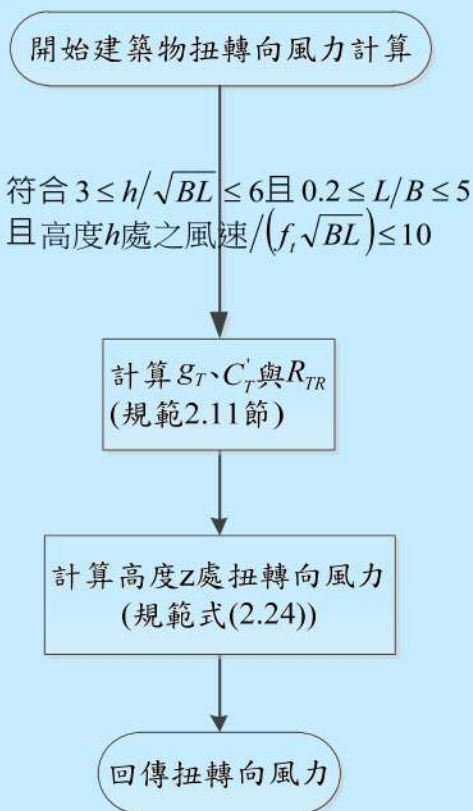 開始建築物扭轉向風力計算
符合 3 ≤ h/√BL ≤ 6且 0.2 ≤ L/B ≤ 5
且高度h處之風速/(f_t√BL) ≤ 10
計算 g_T、C'_T與R_TR
(規範2.11節)
計算高度z處扭轉向風力
(規範式(2.24))
回傳扭轉向風力